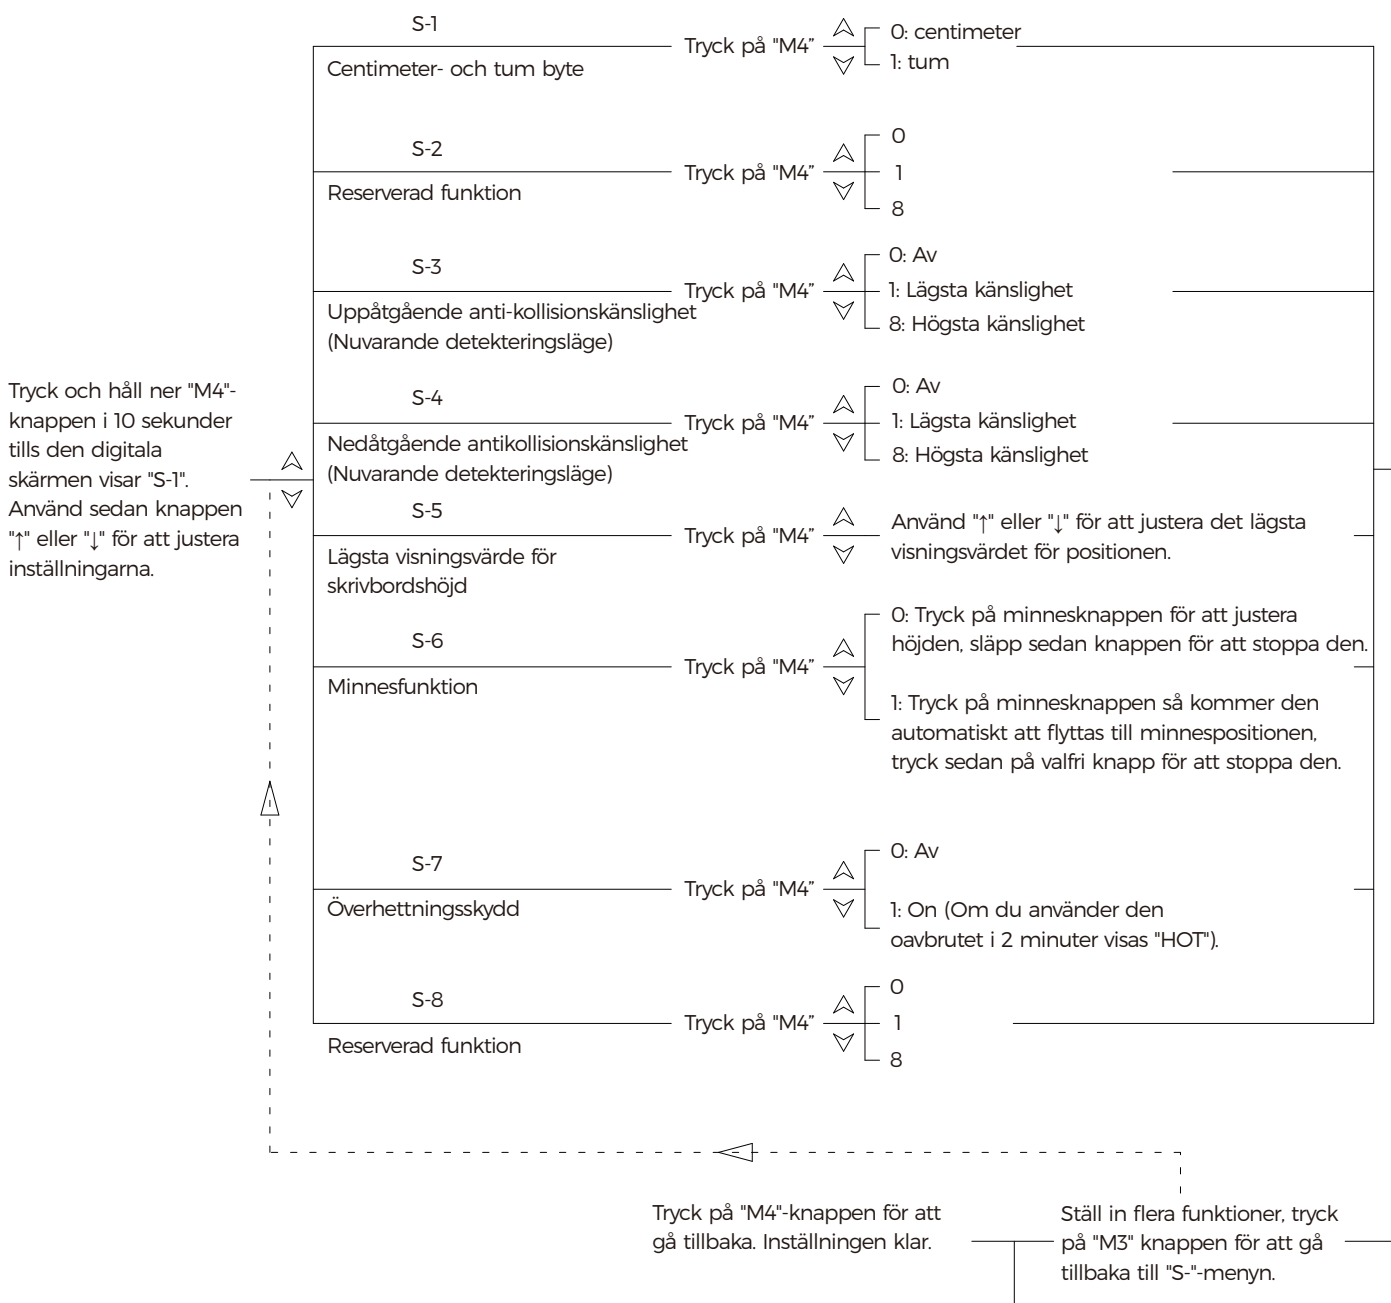 Tryck och håll ner "M4"-
knappen i 10 sekunder
tills den digitala
skärmen visar "S-1".
Använd sedan knappen
"↑" eller "↓" för att justera
inställningarna.
S-1
Centimeter- och tum byte
Tryck på "M4"
0: centimeter
1: tum
S-2
Reserverad funktion
Tryck på "M4"
0
1
8
S-3
Uppåtgående anti-kollisionskänslighet
(Nuvarande detekteringsläge)
Tryck på "M4"
0: Av
1: Lägsta känslighet
8: Högsta känslighet
S-4
Nedåtgående antikollisionskänslighet
(Nuvarande detekteringsläge)
Tryck på "M4"
0: Av
1: Lägsta känslighet
8: Högsta känslighet
S-5
Lägsta visningsvärde för
skrivbordshöjd
Tryck på "M4"
Använd "↑" eller "↓" för att justera det lägsta
visningsvärdet för positionen.
S-6
Minnesfunktion
Tryck på "M4"
0: Tryck på minnesknappen för att justera
höjden, släpp sedan knappen för att stoppa den.
1: Tryck på minnesknappen så kommer den
automatiskt att flyttas till minnespositionen,
tryck sedan på valfri knapp för att stoppa den.
S-7
Överhettningsskydd
Tryck på "M4"
0: Av
1: On (Om du använder den
oavbrutet i 2 minuter visas "HOT").
S-8
Reserverad funktion
Tryck på "M4"
0
1
8
Tryck på "M4"-knappen för att
gå tillbaka. Inställningen klar.
Ställ in flera funktioner, tryck
på "M3" knappen för att gå
tillbaka till "S-"-menyn.